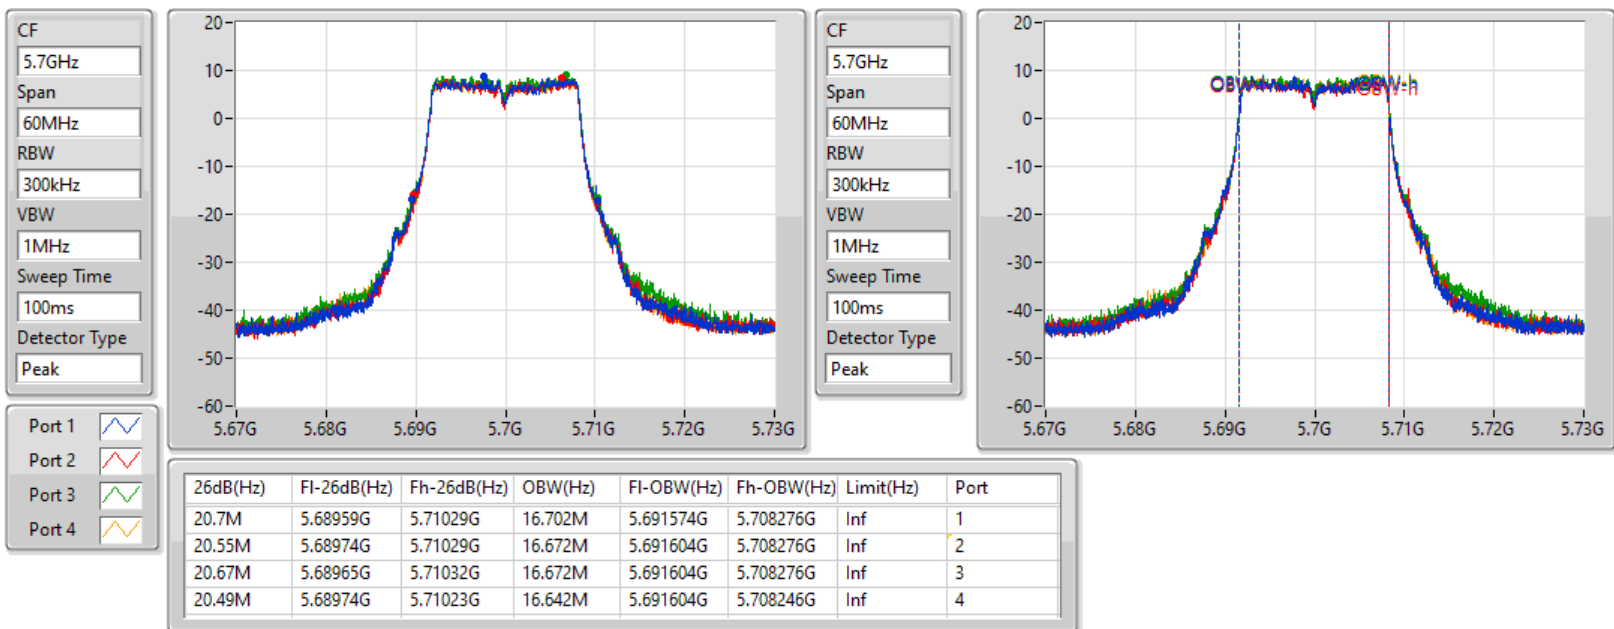 CF
5.7GHz
Span
60MHz
RBW
300kHz
VBW
1MHz
Sweep Time
100ms
Detector Type
Peak
Port 1
Port 2
Port 3
Port 4
20
10
0
-10
-20
-30
-40
-50
-60
5.67G 5.68G 5.69G 5.7G 5.71G 5.72G 5.73G
CF
5.7GHz
Span
60MHz
RBW
300kHz
VBW
1MHz
Sweep Time
100ms
Detector Type
Peak
20
10
0
-10
-20
-30
-40
-50
-60
OBW-h
5.67G 5.68G 5.69G 5.7G 5.71G 5.72G 5.73G
26dB(Hz) Fl-26dB(Hz) Fh-26dB(Hz) OBW(Hz) Fl-OBW(Hz) Fh-OBW(Hz) Limit(Hz) Port
20.7M 5.68959G 5.71029G 16.702M 5.691574G 5.708276G Inf 1
20.55M 5.68974G 5.71029G 16.672M 5.691604G 5.708276G Inf 2
20.67M 5.68965G 5.71032G 16.672M 5.691604G 5.708276G Inf 3
20.49M 5.68974G 5.71023G 16.642M 5.691604G 5.708246G Inf 4